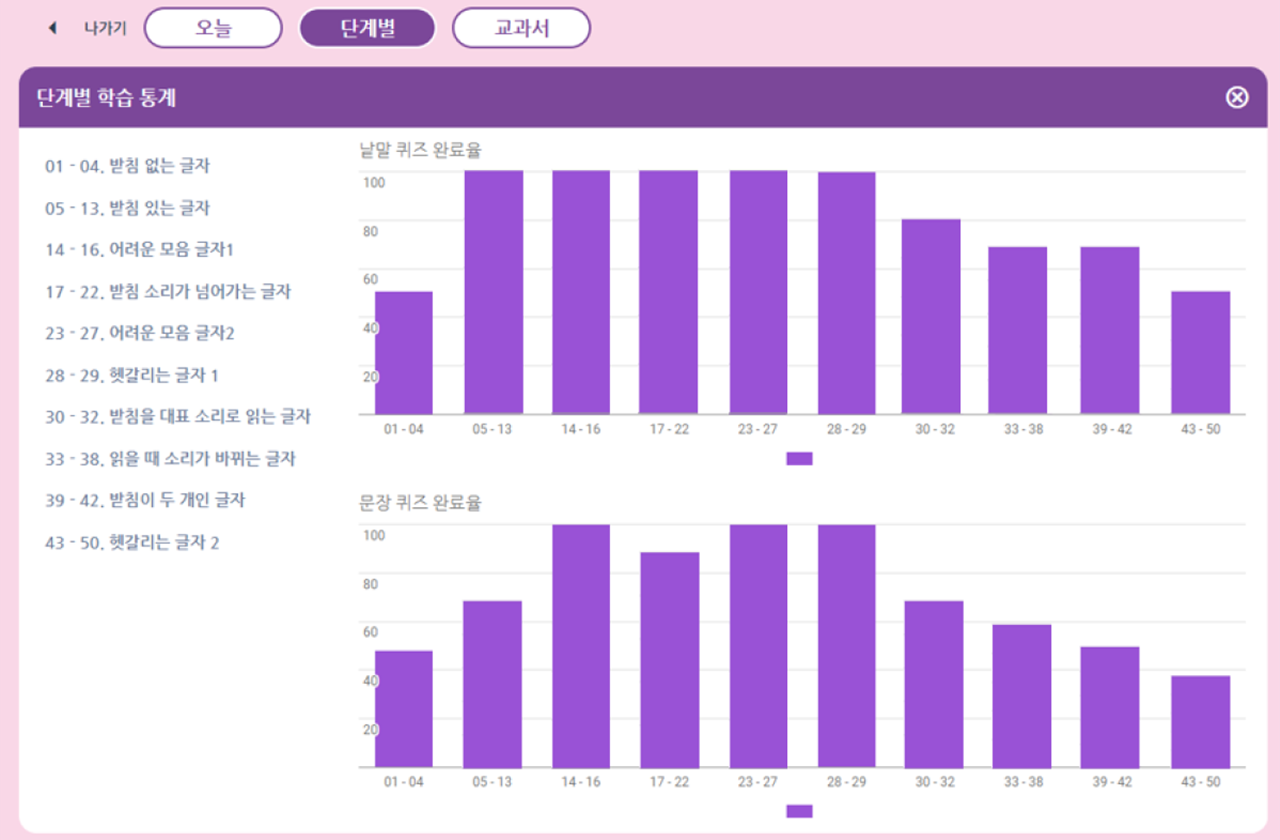 나가기
오늘
단계별
교과서
단계별 학습 통계
01 - 04. 받침 없는 글자
05 - 13. 받침 있는 글자
14 - 16. 어려운 모음 글자1
17 - 22. 받침 소리가 넘어가는 글자
23 - 27. 어려운 모음 글자2
28 - 29. 헷갈리는 글자 1
30 - 32. 받침을 대표 소리로 읽는 글자
33 - 38. 읽을 때 소리가 바뀌는 글자
39 - 42. 받침이 두 개인 글자
43 - 50. 헷갈리는 글자 2
낱말 퀴즈 완료율
100
80
60
40
20
01 - 04 05 - 13 14 - 16 17 - 22 23 - 27 28 - 29 30 - 32 33 - 38 39 - 42 43 - 50
문장 퀴즈 완료율
100
80
60
40
20
01 - 04 05 - 13 14 - 16 17 - 22 23 - 27 28 - 29 30 - 32 33 - 38 39 - 42 43 - 50